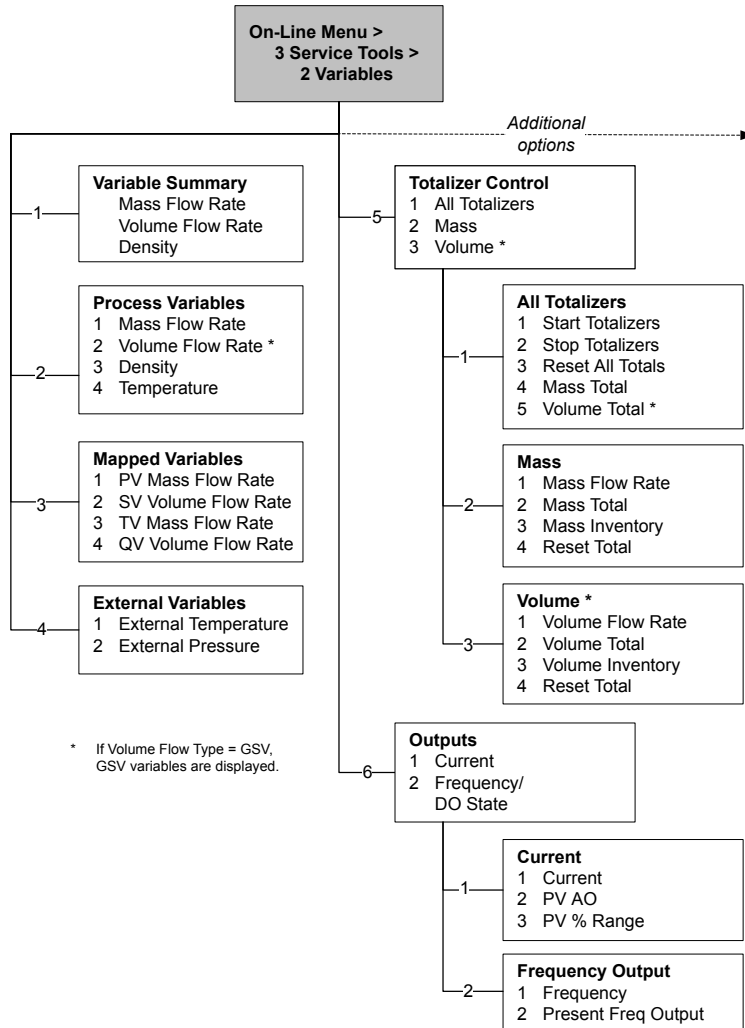 On-Line Menu >
3 Service Tools >
2 Variables
Additional
options
1
Variable Summary
Mass Flow Rate
Volume Flow Rate
Density
2
Process Variables
1 Mass Flow Rate
2 Volume Flow Rate *
3 Density
4 Temperature
3
Mapped Variables
1 PV Mass Flow Rate
2 SV Volume Flow Rate
3 TV Mass Flow Rate
4 QV Volume Flow Rate
4
External Variables
1 External Temperature
2 External Pressure
* If Volume Flow Type = GSV,
GSV variables are displayed.
5
Totalizer Control
1 All Totalizers
2 Mass
3 Volume *
1
All Totalizers
1 Start Totalizers
2 Stop Totalizers
3 Reset All Totals
4 Mass Total
5 Volume Total *
2
Mass
1 Mass Flow Rate
2 Mass Total
3 Mass Inventory
4 Reset Total
3
Volume *
1 Volume Flow Rate
2 Volume Total
3 Volume Inventory
4 Reset Total
6
Outputs
1 Current
2 Frequency/
DO State
1
Current
1 Current
2 PV AO
3 PV % Range
2
Frequency Output
1 Frequency
2 Present Freq Output